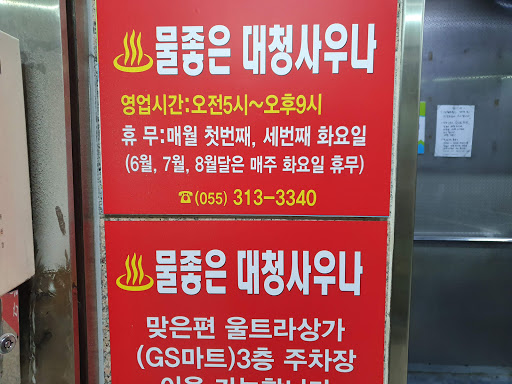 물좋은 대청사우나
영업시간:오전5시~오후9시
휴 무:매월 첫번째, 세번째 화요일
(6월, 7월, 8월달은 매주 화요일 휴무)
☎(055) 313-3340
물좋은 대청사우나
맞은편 울트라상가
(GS마트)3층 주차장